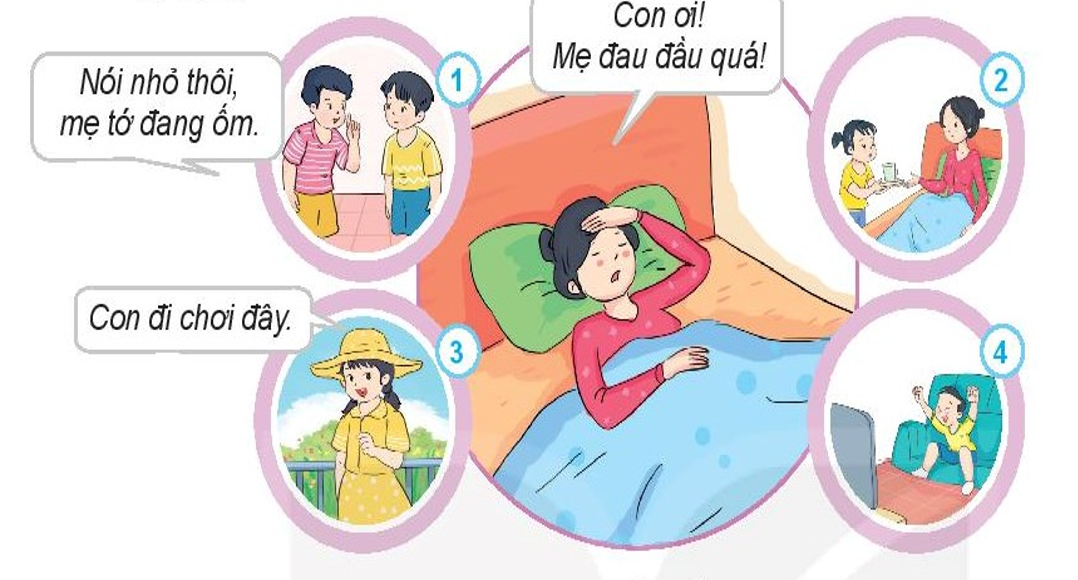 Con ơi!
Mẹ đau đầu quá!
Nói nhỏ thôi,
mẹ tớ đang ốm.
1
2
Con đi chơi đây.
3
4